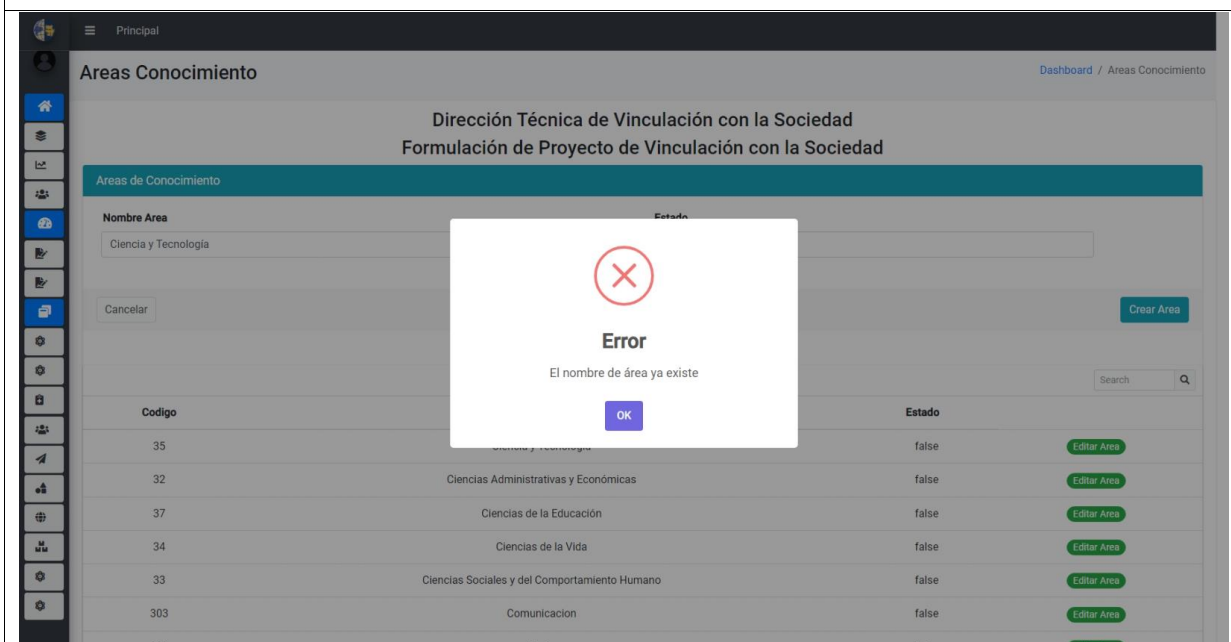 Principal
Areas Conocimiento
Dashboard / Areas Conocimiento
Dirección Técnica de Vinculación con la Sociedad
Formulación de Proyecto de Vinculación con la Sociedad
Areas de Conocimiento
Nombre Area Estado
Ciencia y Tecnología
Cancelar Crear Area
Error
El nombre de área ya existe
OK
Search
Codigo Estado
35 Ciencia y Tecnología false Editar Area
32 Ciencias Administrativas y Económicas false Editar Area
37 Ciencias de la Educación false Editar Area
34 Ciencias de la Vida false Editar Area
33 Ciencias Sociales y del Comportamiento Humano false Editar Area
303 Comunicacion false Editar Area